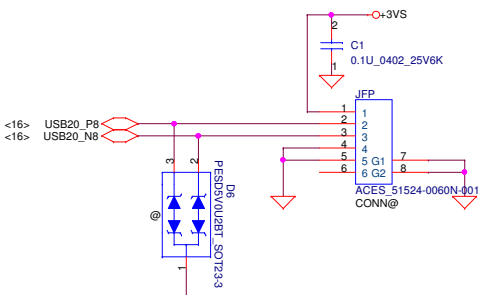 +3VS
2
C1
0.1U_0402_25V6K
1
JFP
1 1
<16> USB20_P8 2 2
<16> USB20_N8 3 3
4 4
5 5 G1 7
6 6 G2 8
ACES_51524-0060N-001
CONN@
3 2
D6
PESD5V0U2BT_SOT23-3
@
1